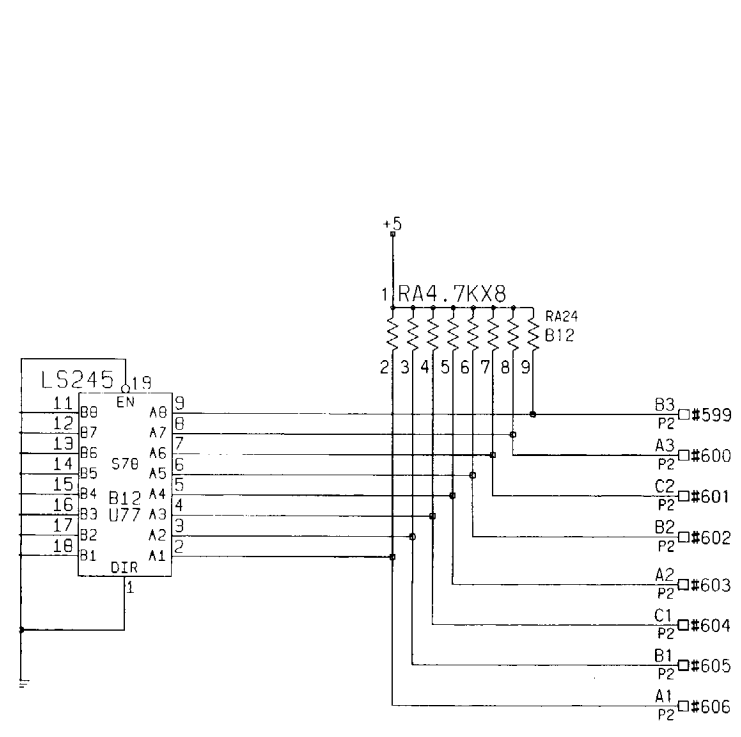 +5
1 RA4.7KX8
RA24
B12
2 3 4 5 6 7 8 9
LS245 19
EN
11 B8 A8 9
12 B7 A7 8
13 B6 A6 7
S78
14 B5 A5 6
15 B4 A4 5
B12
16 B3 A3 4
U77
17 B2 A2 3
18 B1 A1 2
DIR
1
B3
P2 #599
A3
P2 #600
C2
P2 #601
B2
P2 #602
A2
P2 #603
C1
P2 #604
B1
P2 #605
A1
P2 #606